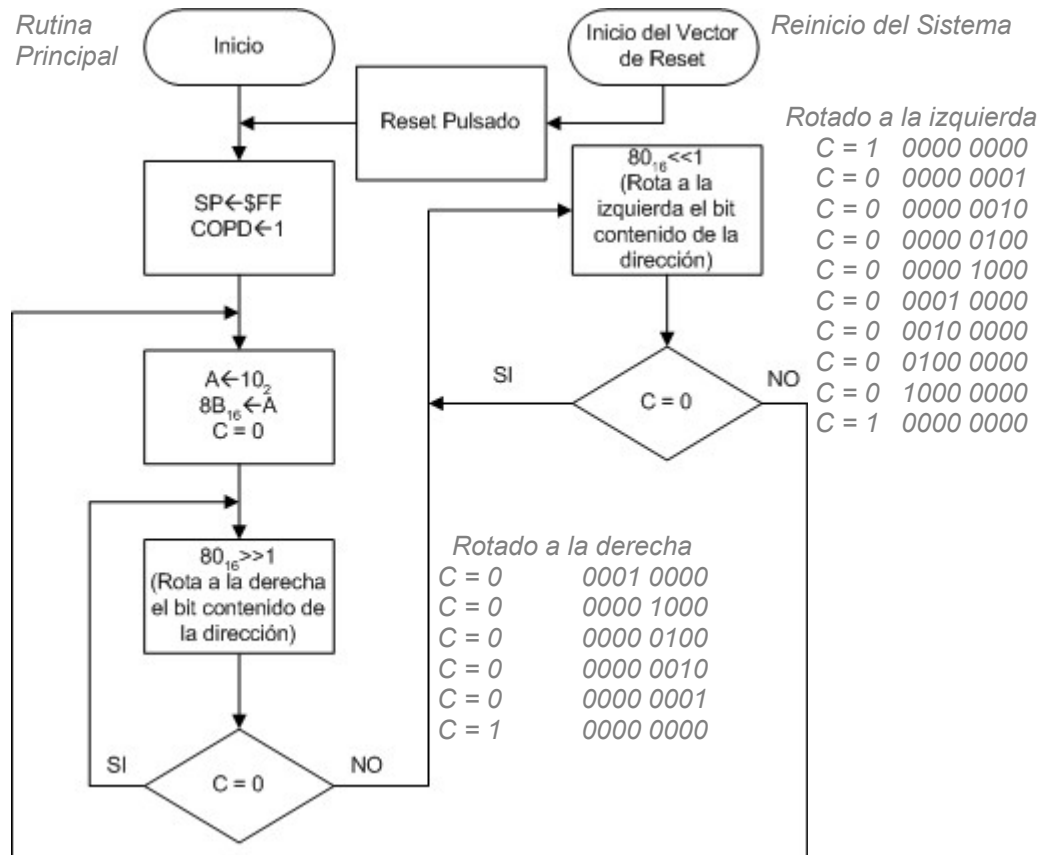 Rutina
Principal
Inicio
Inicio del Vector
de Reset
Reinicio del Sistema
Reset Pulsado
SP←$FF
COPD←1
80₁₆<<1
(Rota a la
izquierda el bit
contenido de la
dirección)
Rotado a la izquierda
C = 1 0000 0000
C = 0 0000 0001
C = 0 0000 0010
C = 0 0000 0100
C = 0 0000 1000
C = 0 0001 0000
C = 0 0010 0000
C = 0 0100 0000
C = 0 1000 0000
C = 1 0000 0000
A←10₂
8B₁₆←A
C = 0
SI
C = 0
NO
80₁₆>>1
(Rota a la derecha
el bit contenido de
la dirección)
Rotado a la derecha
C = 0 0001 0000
C = 0 0000 1000
C = 0 0000 0100
C = 0 0000 0010
C = 0 0000 0001
C = 1 0000 0000
SI
C = 0
NO